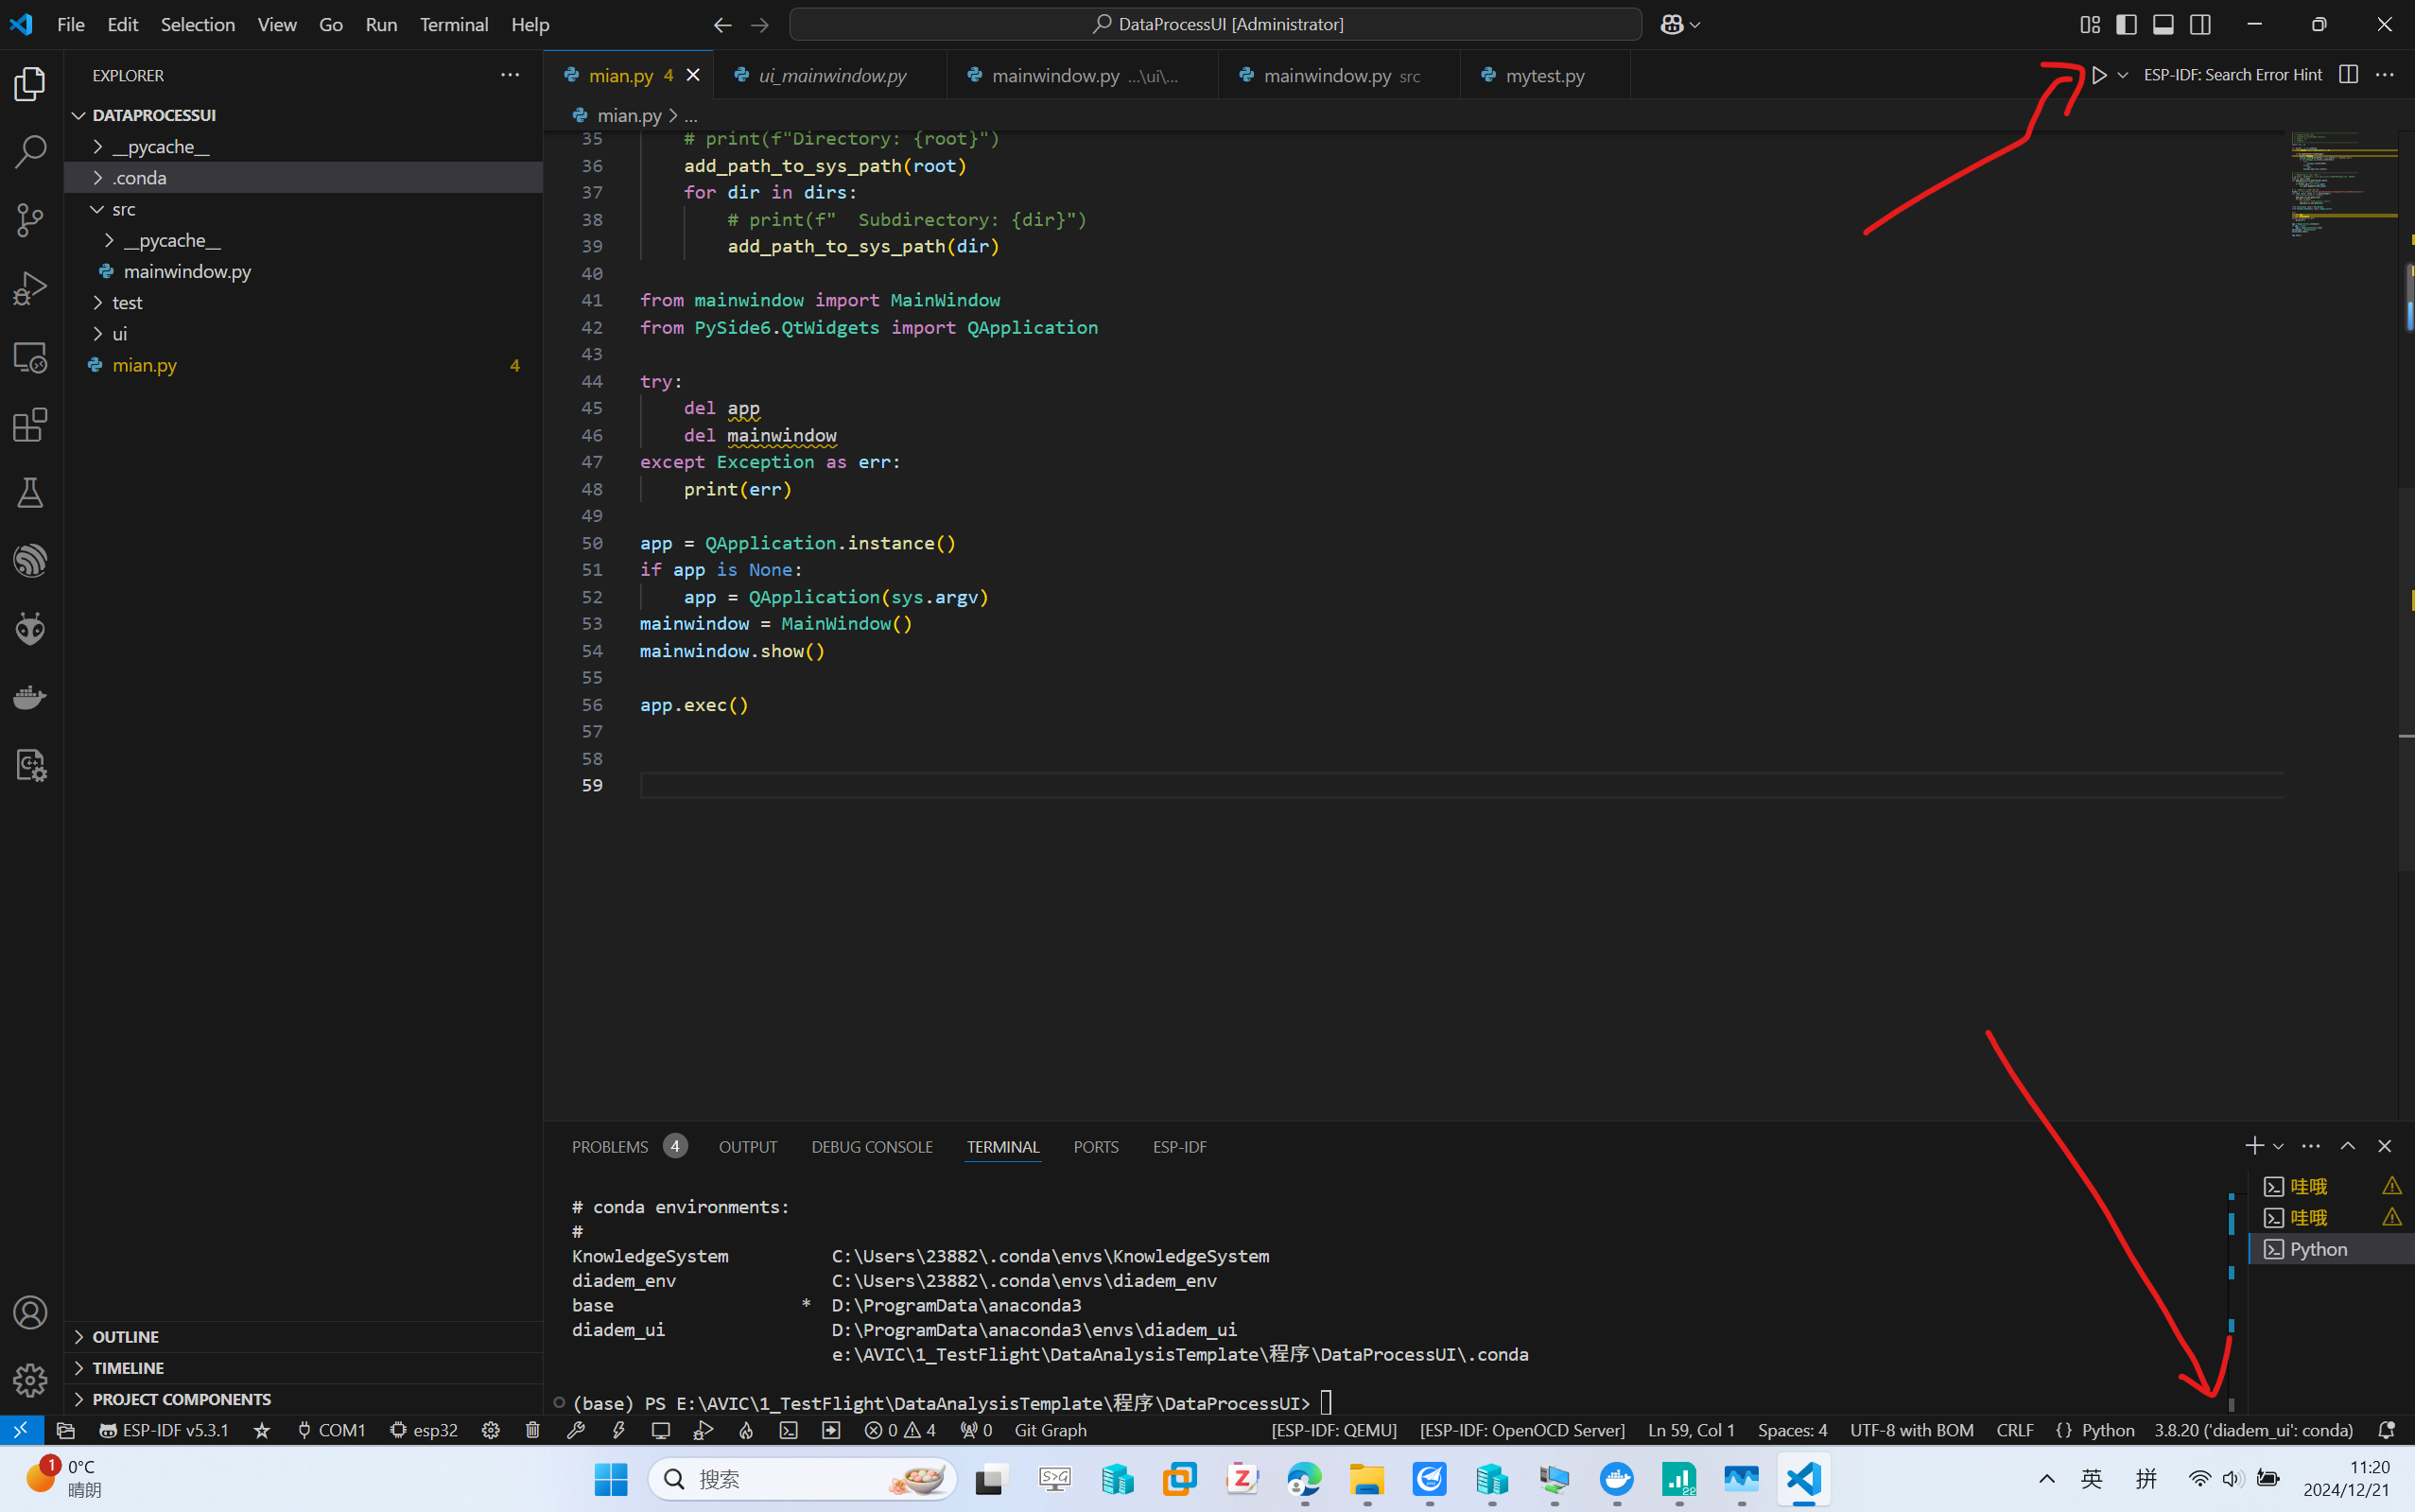 File Edit Selection View Go Run Terminal Help
DataProcessUI [Administrator]
EXPLORER
mian.py 4
ui_mainwindow.py
mainwindow.py ...\ui\...
mainwindow.py src
mytest.py
ESP-IDF: Search Error Hint
mian.py > ...
DATAPROCESSUI
__pycache__
.conda
src
__pycache__
mainwindow.py
test
ui
mian.py 4
35 # print(f"Directory: {root}")
36 add_path_to_sys_path(root)
37 for dir in dirs:
38 # print(f"  Subdirectory: {dir}")
39 add_path_to_sys_path(dir)
40
41 from mainwindow import MainWindow
42 from PySide6.QtWidgets import QApplication
43
44 try:
45 del app
46 del mainwindow
47 except Exception as err:
48 print(err)
49
50 app = QApplication.instance()
51 if app is None:
52 app = QApplication(sys.argv)
53 mainwindow = MainWindow()
54 mainwindow.show()
55
56 app.exec()
57
58
59
PROBLEMS 4 OUTPUT DEBUG CONSOLE TERMINAL PORTS ESP-IDF
# conda environments:
#
KnowledgeSystem C:\Users\23882\.conda\envs\KnowledgeSystem
diadem_env C:\Users\23882\.conda\envs\diadem_env
base * D:\ProgramData\anaconda3
diadem_ui D:\ProgramData\anaconda3\envs\diadem_ui
e:\AVIC\1_TestFlight\DataAnalysisTemplate\程序\DataProcessUI\.conda
(base) PS E:\AVIC\1_TestFlight\DataAnalysisTemplate\程序\DataProcessUI>
哇哦
哇哦
Python
OUTLINE
TIMELINE
PROJECT COMPONENTS
ESP-IDF v5.3.1 COM1 esp32 0 4 0 Git Graph [ESP-IDF: QEMU] [ESP-IDF: OpenOCD Server] Ln 59, Col 1 Spaces: 4 UTF-8 with BOM CRLF {} Python 3.8.20 ('diadem_ui': conda)
1
0°C
晴朗
搜索
S>G
Z
22
英
拼
11:20
2024/12/21